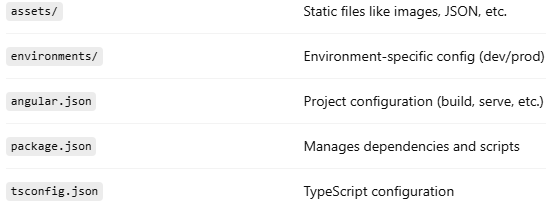 assets/ Static files like images, JSON, etc.
environments/ Environment-specific config (dev/prod)
angular.json Project configuration (build, serve, etc.)
package.json Manages dependencies and scripts
tsconfig.json TypeScript configuration